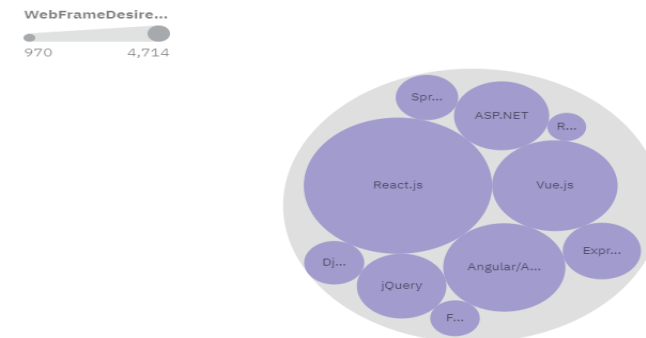 WebFrameDesire...
970 4,714
Spr...
ASP.NET
R...
React.js
Vue.js
Expr...
Dj...
Angular/A...
jQuery
F...